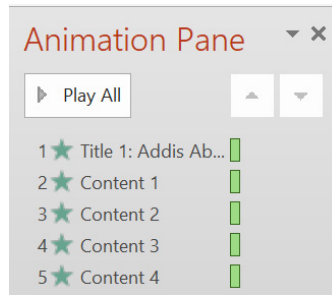 Animation Pane
Play All
1 Title 1: Addis Ab...
2 Content 1
3 Content 2
4 Content 3
5 Content 4